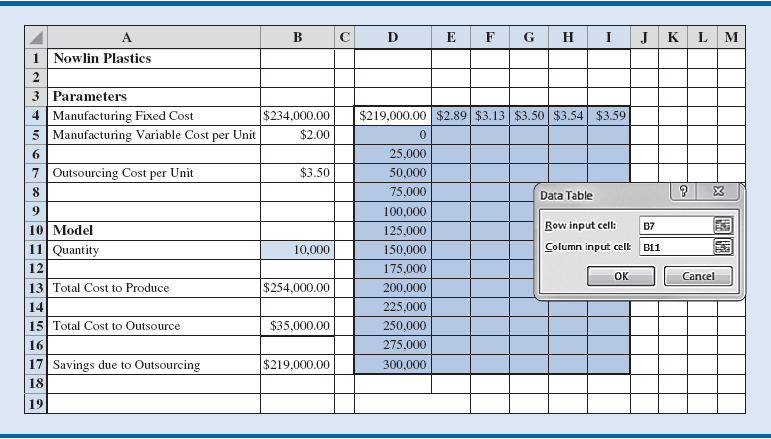 A B C D E F G H I J K L M
1 Nowlin Plastics
2
3 Parameters
4 Manufacturing Fixed Cost $234,000.00 $219,000.00 $2.89 $3.13 $3.50 $3.54 $3.59
5 Manufacturing Variable Cost per Unit $2.00 0
6 25,000
7 Outsourcing Cost per Unit $3.50 50,000
8 75,000
9 100,000
10 Model 125,000
11 Quantity 10,000 150,000
12 175,000
13 Total Cost to Produce $254,000.00 200,000
14 225,000
15 Total Cost to Outsource $35,000.00 250,000
16 275,000
17 Savings due to Outsourcing $219,000.00 300,000
18
19
Data Table ?
Row input cell: B7
Column input cell: B11
OK Cancel